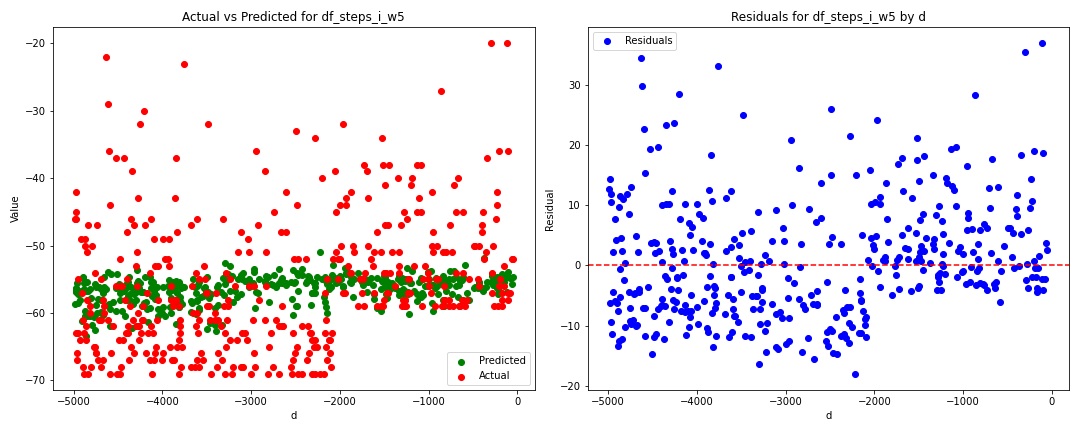 Actual vs Predicted for df_steps_i_w5
Value
−20
−30
−40
−50
−60
−70
−5000
−4000
−3000
−2000
−1000
0
d
Predicted
Actual
Residuals for df_steps_i_w5 by d
Residuals
Residual
30
20
10
0
−10
−20
−5000
−4000
−3000
−2000
−1000
0
d